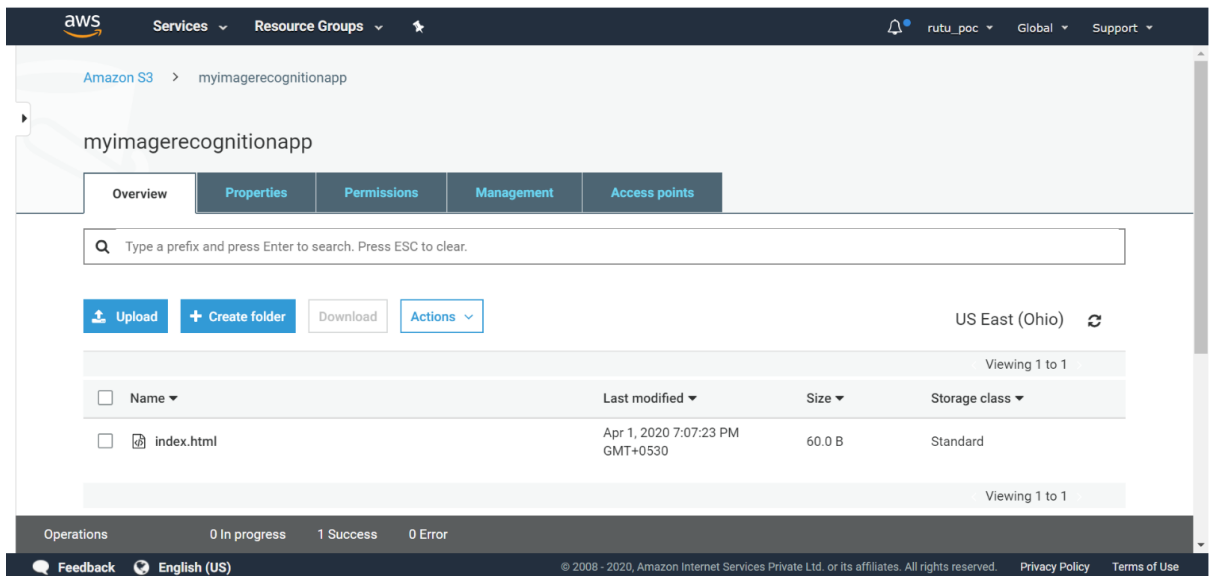 aws Services Resource Groups rutu_poc Global Support
Amazon S3 > myimagerecognitionapp
myimagerecognitionapp
Overview Properties Permissions Management Access points
Type a prefix and press Enter to search. Press ESC to clear.
Upload + Create folder Download Actions US East (Ohio)
Viewing 1 to 1
Name Last modified Size Storage class
index.html Apr 1, 2020 7:07:23 PM GMT+0530 60.0 B Standard
Viewing 1 to 1
Operations 0 In progress 1 Success 0 Error
Feedback English (US) © 2008 - 2020, Amazon Internet Services Private Ltd. or its affiliates. All rights reserved. Privacy Policy Terms of Use